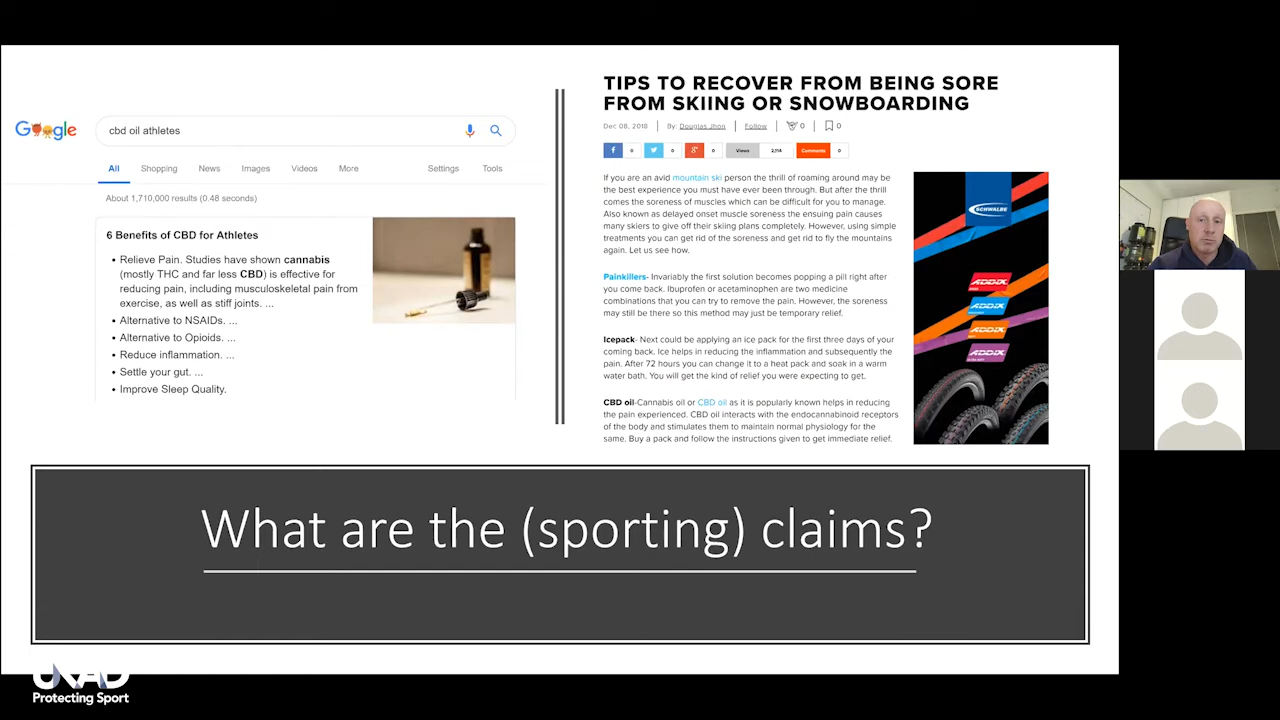 Google
cbd oil athletes
All Shopping News Images Videos More Settings Tools
About 1,710,000 results (0.48 seconds)
6 Benefits of CBD for Athletes
• Relieve Pain. Studies have shown cannabis
(mostly THC and far less CBD) is effective for
reducing pain, including musculoskeletal pain from
exercise, as well as stiff joints. ...
• Alternative to NSAIDs. ...
• Alternative to Opioids. ...
• Reduce inflammation. ...
• Settle your gut. ...
• Improve Sleep Quality.
TIPS TO RECOVER FROM BEING SORE
FROM SKIING OR SNOWBOARDING
Dec 08, 2018 By: Douglas Jhon Follow 0 0
f 0 0 g+ 0 Views 2,114 Comments 0
If you are an avid mountain ski person the thrill of roaming around may be
the best experience you must have ever been through. But after the thrill
comes the soreness of muscles which can be difficult for you to manage.
Also known as delayed onset muscle soreness the ensuing pain causes
many skiers to give off their skiing plans completely. However, using simple
treatments you can get rid of the soreness and get rid to fly the mountains
again. Let us see how.
Painkillers- Invariably the first solution becomes popping a pill right after
you come back. Ibuprofen or acetaminophen are two medicine
combinations that you can try to remove the pain. However, the soreness
may still be there so this method may just be temporary relief.
Icepack- Next could be applying an ice pack for the first three days of your
coming back. Ice helps in reducing the inflammation and subsequently the
pain. After 72 hours you can change it to a heat pack and soak in a warm
water bath. You will get the kind of relief you were expecting to get.
CBD oil-Cannabis oil or CBD oil as it is popularly known helps in reducing
the pain experienced. CBD oil interacts with the endocannabinoid receptors
of the body and stimulates them to maintain normal physiology for the
same. Buy a pack and follow the instructions given to get immediate relief.
SCHWALBE
ADDIX
ADDIX
ADDIX
ADDIX
What are the (sporting) claims?
UKAD
Protecting Sport